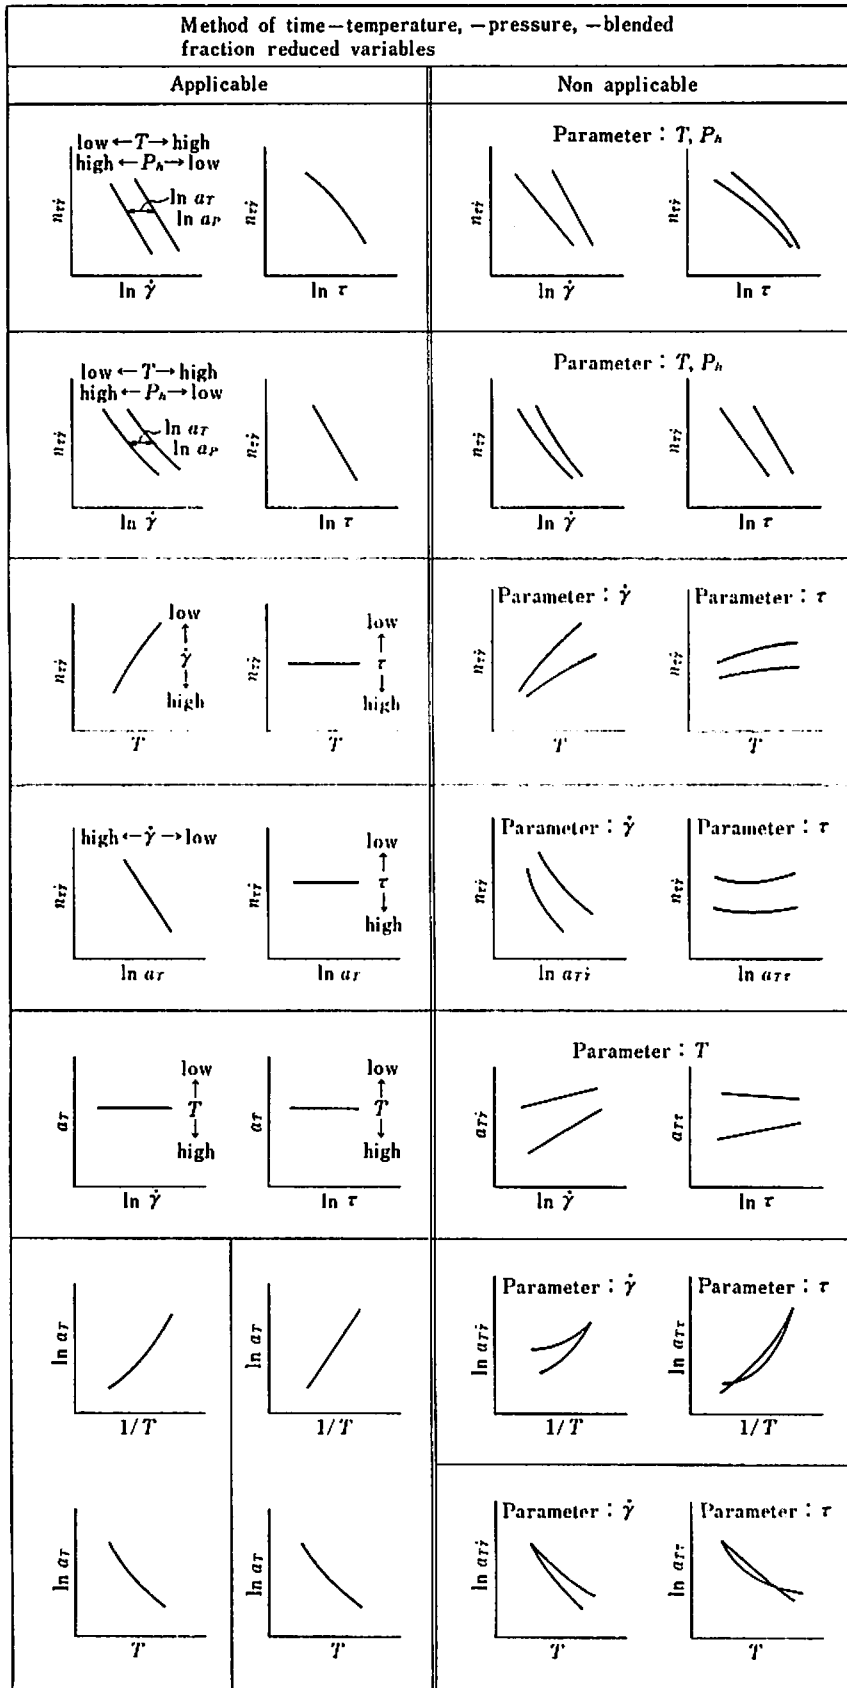 Method of time—temperature, —pressure, —blended
fraction reduced variables
Applicable
Non applicable
low ←T→ high
high ←Pₕ→ low
ln a_T
ln a_P
n_τγ̇
ln γ̇
n_τγ̇
ln τ
Parameter : T, Pₕ
n_τγ̇
ln γ̇
n_τγ̇
ln τ
low ←T→ high
high ←Pₕ→ low
ln a_T
ln a_P
n_τγ̇
ln γ̇
n_τγ̇
ln τ
Parameter : T, Pₕ
n_τγ̇
ln γ̇
n_τγ̇
ln τ
low
↑
γ̇
↓
high
n_τγ̇
T
low
↑
τ
↓
high
n_τγ̇
T
Parameter : γ̇
n_τγ̇
T
Parameter : τ
n_τγ̇
T
high ←γ̇→ low
n_τγ̇
ln a_T
low
↑
τ
↓
high
n_τγ̇
ln a_T
Parameter : γ̇
n_τγ̇
ln a_Tγ̇
Parameter : τ
n_τγ̇
ln a_Tτ
low
↑
T
↓
high
a_T
ln γ̇
low
↑
T
↓
high
a_T
ln τ
Parameter : T
a_Tγ̇
ln γ̇
a_Tτ
ln τ
ln a_T
1/T
ln a_T
1/T
Parameter : γ̇
ln a_Tγ̇
1/T
Parameter : τ
ln a_Tτ
1/T
ln a_T
T
ln a_T
T
Parameter : γ̇
ln a_Tγ̇
T
Parameter : τ
ln a_Tτ
T